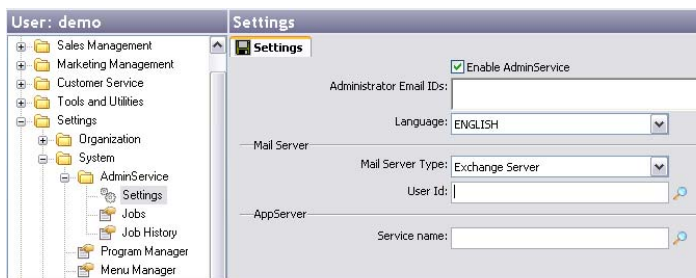 User: demo
Sales Management
Marketing Management
Customer Service
Tools and Utilities
Settings
Organization
System
AdminService
Settings
Jobs
Job History
Program Manager
Menu Manager
Settings
Settings
Enable AdminService
Administrator Email IDs:
Language: ENGLISH
Mail Server
Mail Server Type: Exchange Server
User Id:
AppServer
Service name: